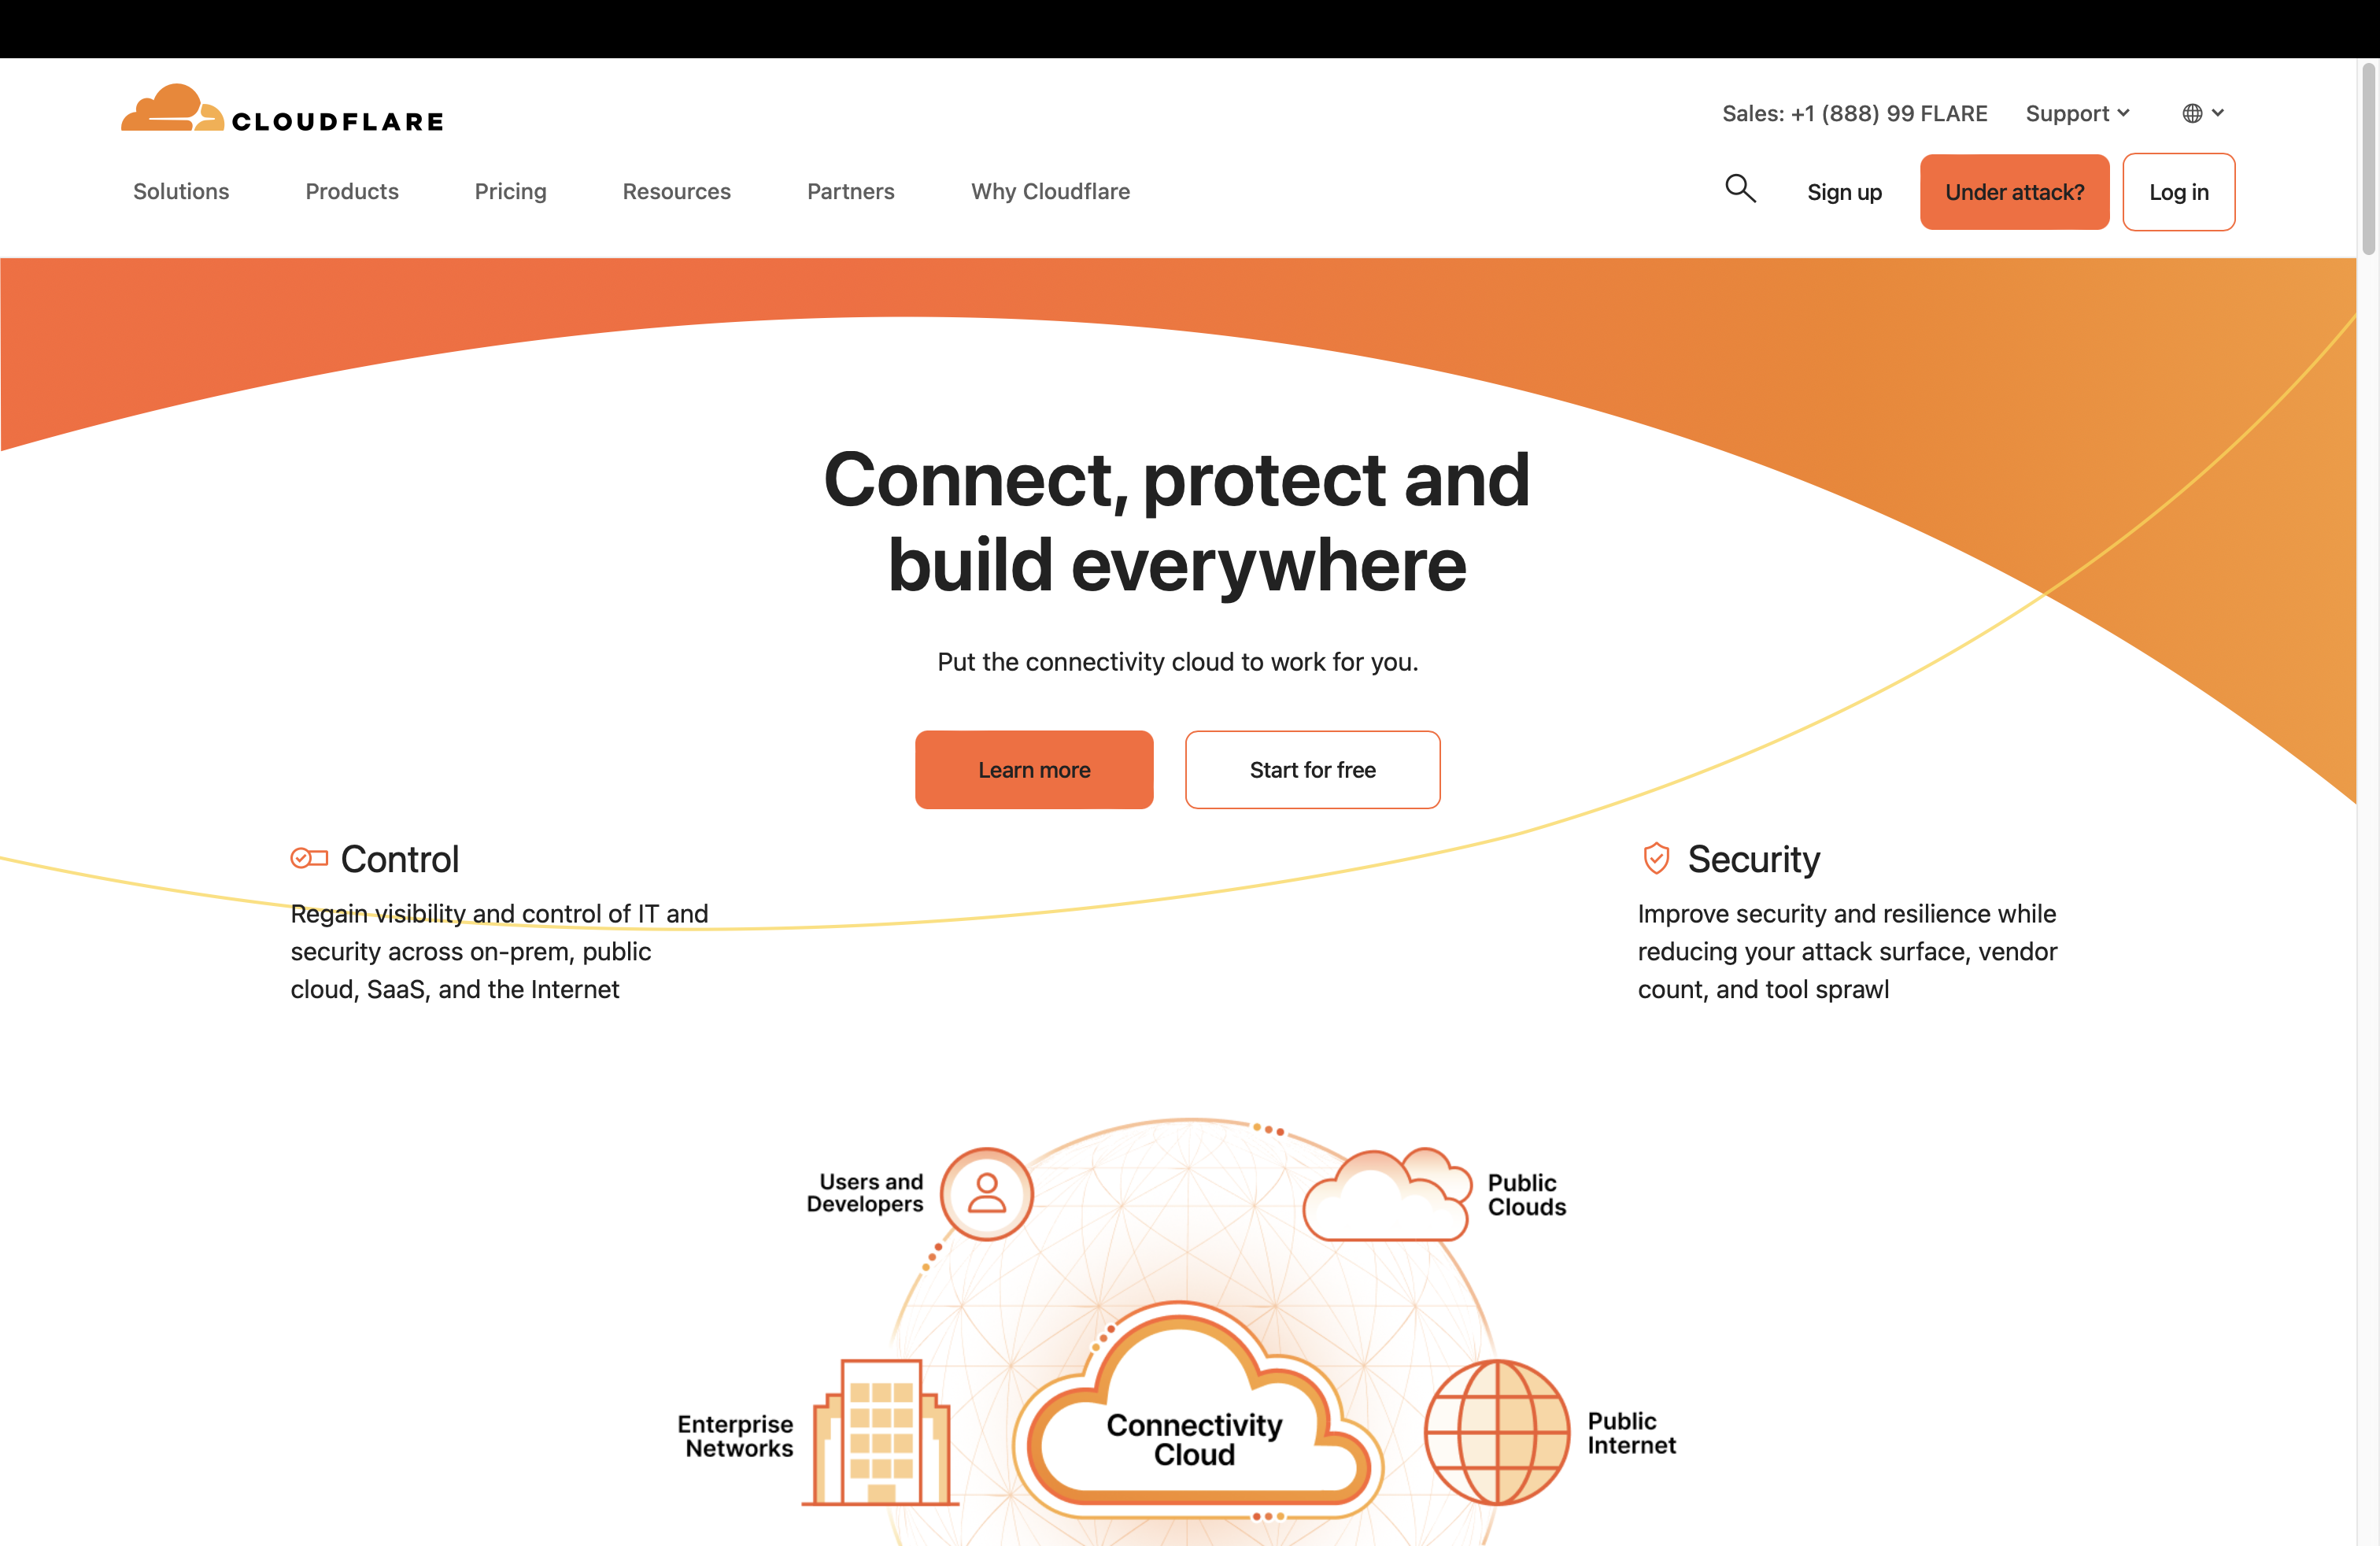 CLOUDFLARE
Sales: +1 (888) 99 FLARE
Support
Solutions
Products
Pricing
Resources
Partners
Why Cloudflare
Sign up
Under attack?
Log in
Connect, protect and
build everywhere
Put the connectivity cloud to work for you.
Learn more
Start for free
Control
Regain visibility and control of IT and
security across on-prem, public
cloud, SaaS, and the Internet
Security
Improve security and resilience while
reducing your attack surface, vendor
count, and tool sprawl
Users and
Developers
Public
Clouds
Enterprise
Networks
Connectivity
Cloud
Public
Internet